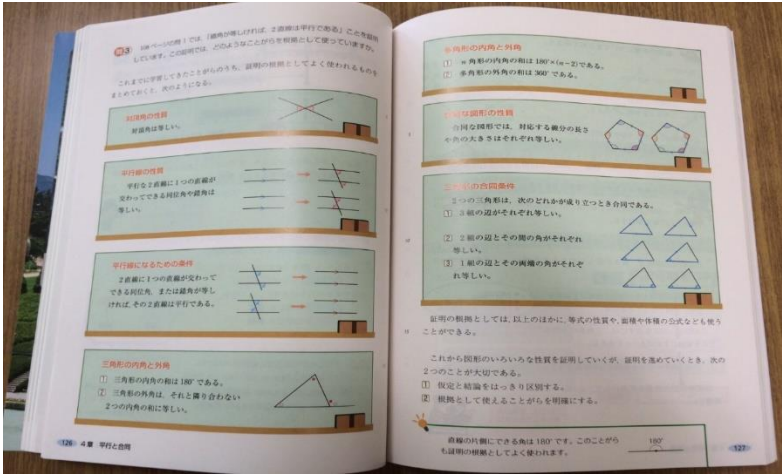 例3 108ページの例1では、「錯角が等しければ、2直線は平行である」ことを証明
しています。この証明では、どのようなことがらを根拠として使っていますか。
これまでに学習してきたことがらのうち、証明の根拠としてよく使われるものを
まとめておくと、次のようになる。
対頂角の性質
対頂角は等しい。
平行線の性質
平行な2直線に1つの直線が
交わってできる同位角や錯角は
等しい。
平行線になるための条件
2直線に1つの直線が交わって
できる同位角、または錯角が等し
ければ、その2直線は平行である。
三角形の内角と外角
1 三角形の内角の和は180°である。
2 三角形の外角は、それと隣り合わない
2つの内角の和に等しい。
126 4章 平行と合同
多角形の内角と外角
1 n角形の内角の和は180°×(n-2)である。
2 多角形の外角の和は360°である。
合同な図形の性質
合同な図形では、対応する線分の長さ
や角の大きさはそれぞれ等しい。
三角形の合同条件
2つの三角形は、次のどれかが成り立つとき合同である。
1 3組の辺がそれぞれ等しい。
2 2組の辺とその間の角がそれぞれ
等しい。
3 1組の辺とその両端の角がそれぞ
れ等しい。
証明の根拠としては、以上のほかに、等式の性質や、面積や体積の公式なども使う
ことができる。
これから図形のいろいろな性質を証明していくが、証明を進めていくとき、次の
2つのことが大切である。
1 仮定と結論をはっきり区別する。
2 根拠として使えることがらを明確にする。
直線の片側にできる角は180°です。このことがら
も証明の根拠としてよく使われます。
180°
127